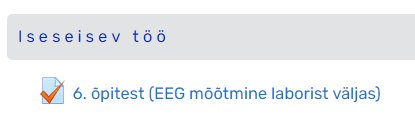 Iseseisev töö
6. õpitest (EEG mõõtmine laborist väljas)